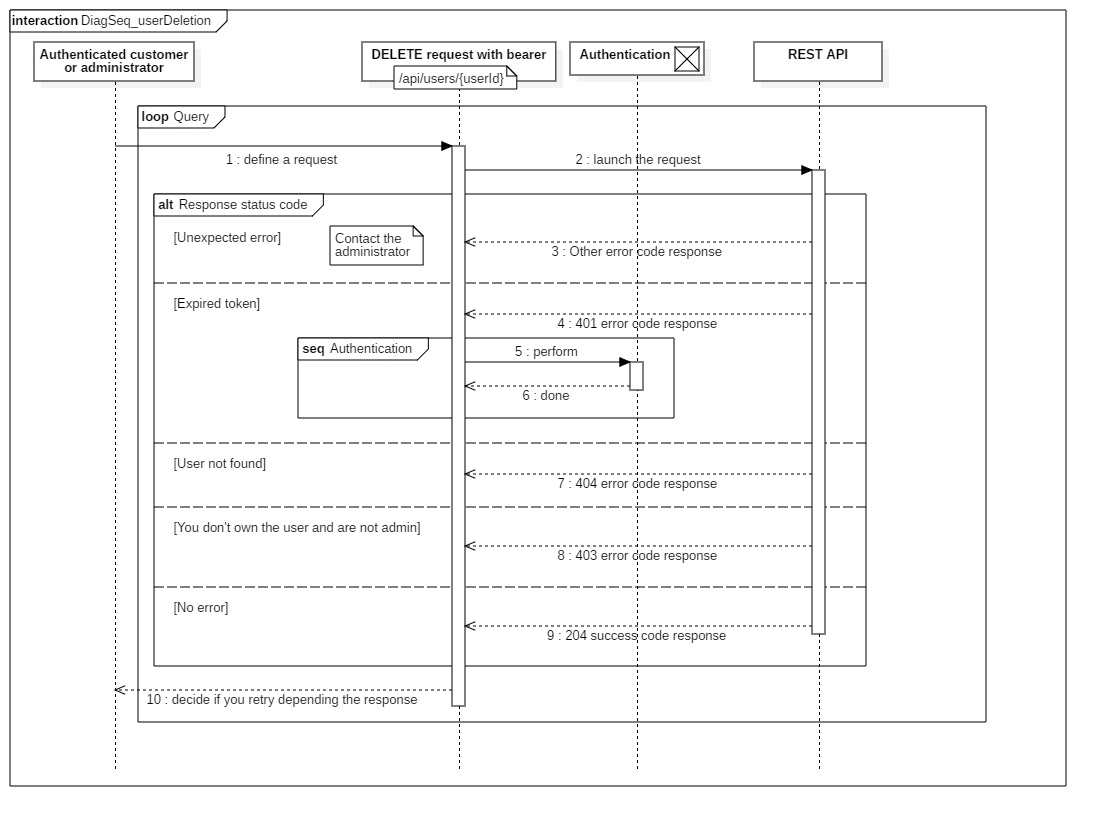 interaction DiagSeq_userDeletion
Authenticated customer
or administrator
DELETE request with bearer
/api/users/{userId}
Authentication
REST API
loop Query
1 : define a request
2 : launch the request
alt Response status code
[Unexpected error]
Contact the
administrator
3 : Other error code response
[Expired token]
4 : 401 error code response
seq Authentication
5 : perform
6 : done
[User not found]
7 : 404 error code response
[You don't own the user and are not admin]
8 : 403 error code response
[No error]
9 : 204 success code response
10 : decide if you retry depending the response